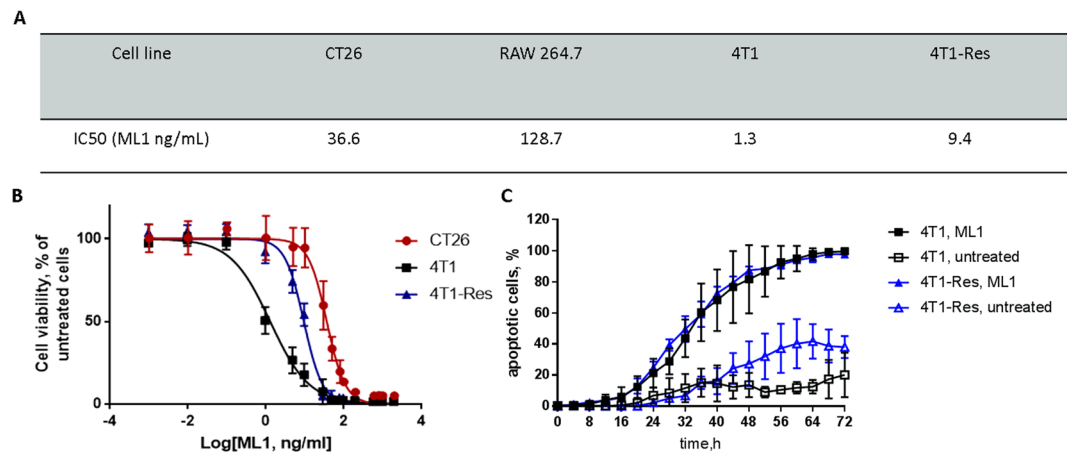 A
Cell line CT26 RAW 264.7 4T1 4T1-Res
IC50 (ML1 ng/mL) 36.6 128.7 1.3 9.4
B
Cell viability, % of
untreated cells
100
50
0
-4 -2 0 2 4
Log[ML1, ng/ml]
CT26
4T1
4T1-Res
C
apoptotic cells, %
120
100
80
60
40
20
0
0 8 16 24 32 40 48 56 64 72
time,h
4T1, ML1
4T1, untreated
4T1-Res, ML1
4T1-Res, untreated